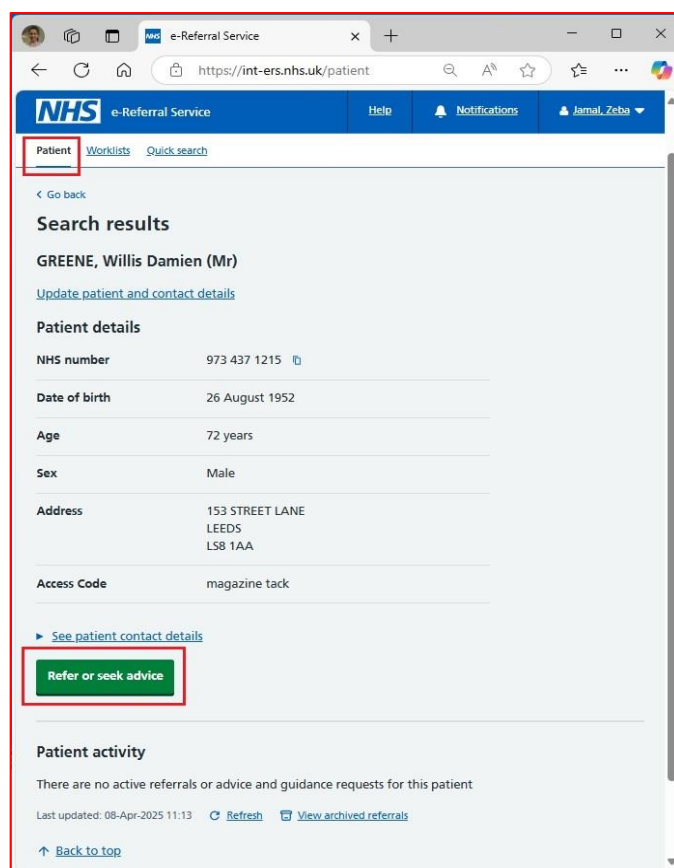 e-Referral Service
https://int-ers.nhs.uk/patient
NHS e-Referral Service Help Notifications Jamal, Zeba
Patient Worklists Quick search
Go back
Search results
GREENE, Willis Damien (Mr)
Update patient and contact details
Patient details
NHS number 973 437 1215
Date of birth 26 August 1952
Age 72 years
Sex Male
Address 153 STREET LANE
LEEDS
LS8 1AA
Access Code magazine tack
See patient contact details
Refer or seek advice
Patient activity
There are no active referrals or advice and guidance requests for this patient
Last updated: 08-Apr-2025 11:13 Refresh View archived referrals
Back to top